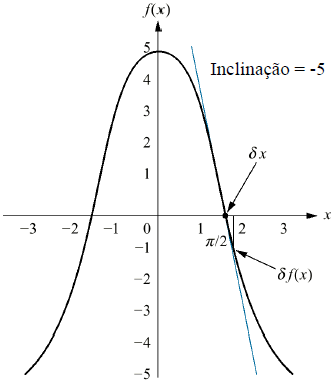 f(x)
5
Inclinação = -5
4
3
2
δx
1
x
−3
−2
−1
0
1
2
3
π/2
−1
−2
δf(x)
−3
−4
−5